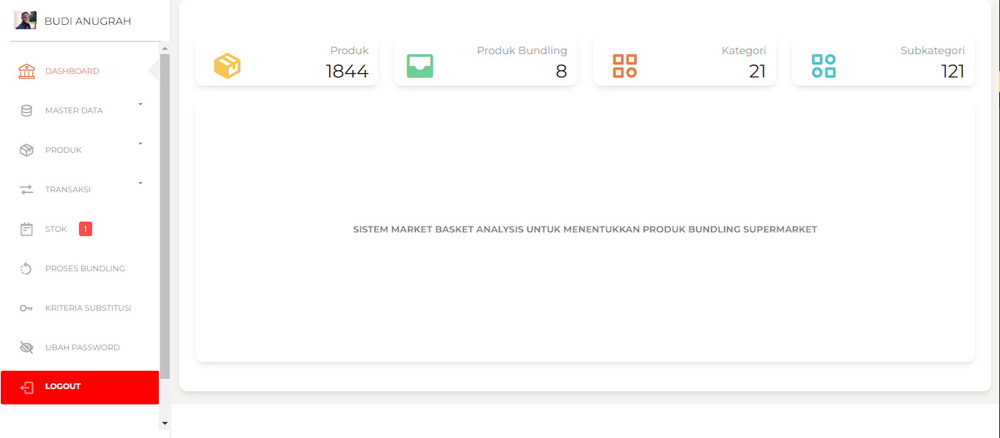 BUDI ANUGRAH
DASHBOARD
MASTER DATA
PRODUK
TRANSAKSI
STOK 1
PROSES BUNDLING
KRITERIA SUBSTITUSI
UBAH PASSWORD
LOGOUT
Produk
1844
Produk Bundling
8
Kategori
21
Subkategori
121
SISTEM MARKET BASKET ANALYSIS UNTUK MENENTUKKAN PRODUK BUNDLING SUPERMARKET